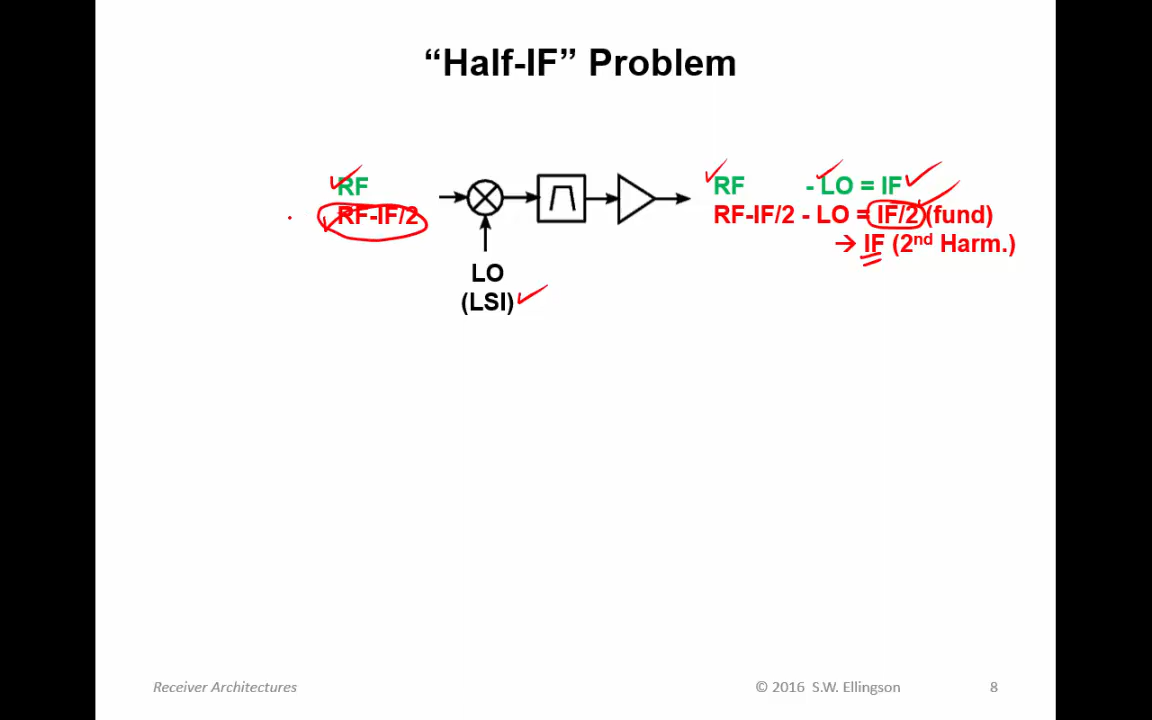 “Half-IF” Problem
RF
RF-IF/2
LO
(LSI)
RF - LO = IF
RF-IF/2 - LO = IF/2 (fund)
→ IF (2nd Harm.)
Receiver Architectures
© 2016 S.W. Ellingson
8